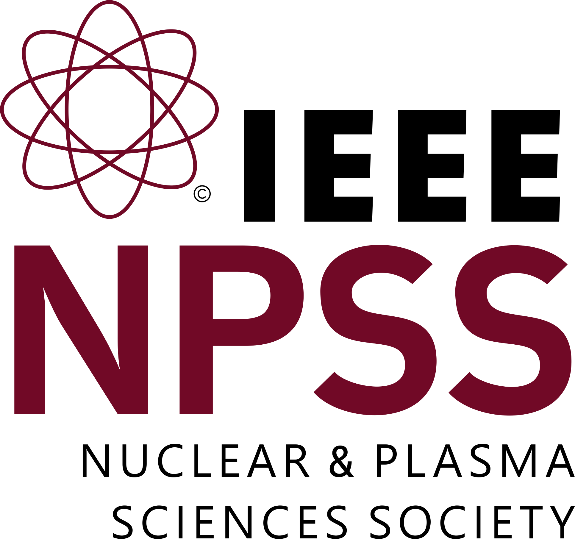 © IEEE
NPSS
NUCLEAR & PLASMA
SCIENCES SOCIETY